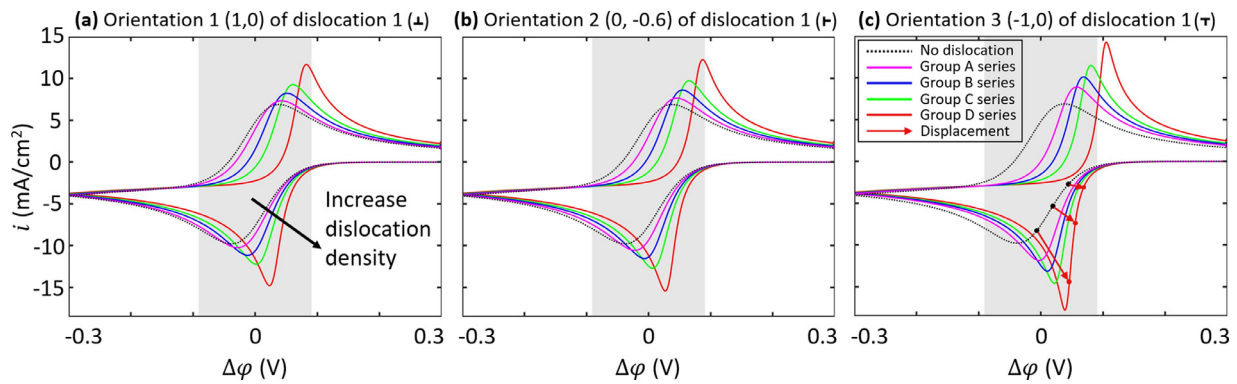 (a) Orientation 1 (1,0) of dislocation 1 (⊥)
(b) Orientation 2 (0, -0.6) of dislocation 1 (⊢)
(c) Orientation 3 (-1,0) of dislocation 1 (⊤)
i (mA/cm²)
15
10
5
0
-5
-10
-15
Increase
dislocation
density
No dislocation
Group A series
Group B series
Group C series
Group D series
Displacement
-0.3 0 0.3
-0.3 0 0.3
-0.3 0 0.3
Δφ (V)
Δφ (V)
Δφ (V)